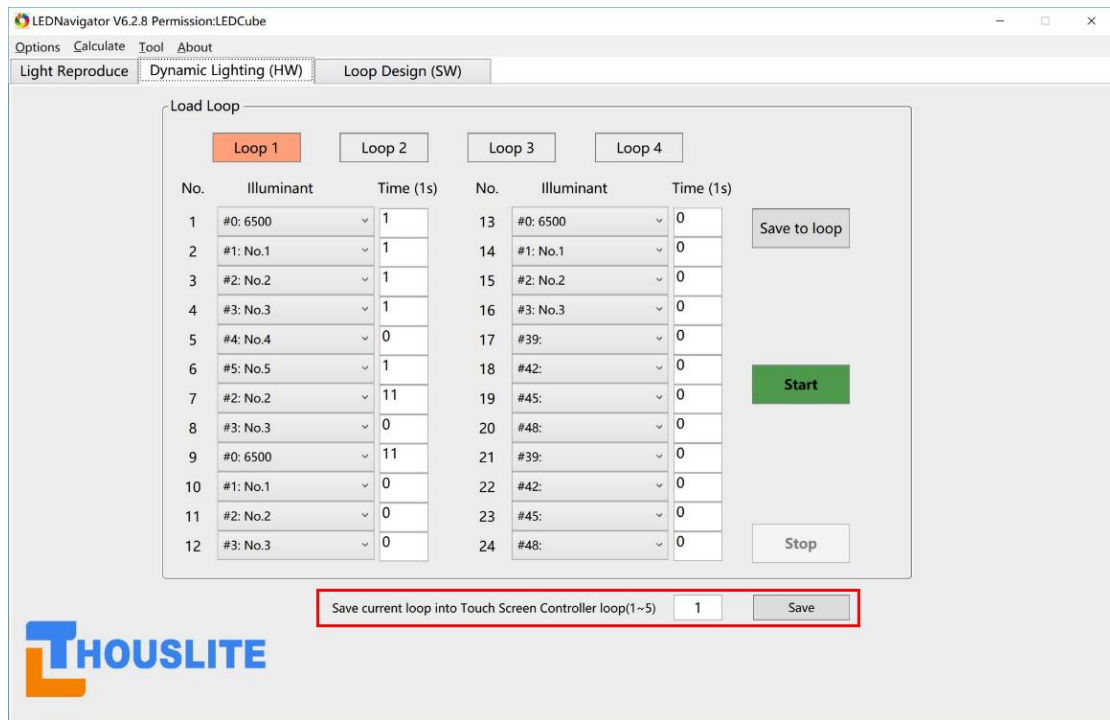 LEDNavigator V6.2.8 Permission:LEDCube
Options Calculate Tool About
Light Reproduce Dynamic Lighting (HW) Loop Design (SW)
Load Loop
Loop 1 Loop 2 Loop 3 Loop 4
No. Illuminant Time (1s) No. Illuminant Time (1s)
1 #0: 6500 1 13 #0: 6500 0 Save to loop
2 #1: No.1 1 14 #1: No.1 0
3 #2: No.2 1 15 #2: No.2 0
4 #3: No.3 1 16 #3: No.3 0
5 #4: No.4 0 17 #39: 0
6 #5: No.5 1 18 #42: 0
Start
7 #2: No.2 11 19 #45: 0
8 #3: No.3 0 20 #48: 0
9 #0: 6500 11 21 #39: 0
10 #1: No.1 0 22 #42: 0
11 #2: No.2 0 23 #45: 0
12 #3: No.3 0 24 #48: 0 Stop
Save current loop into Touch Screen Controller loop(1~5) 1 Save
THOUSLITE